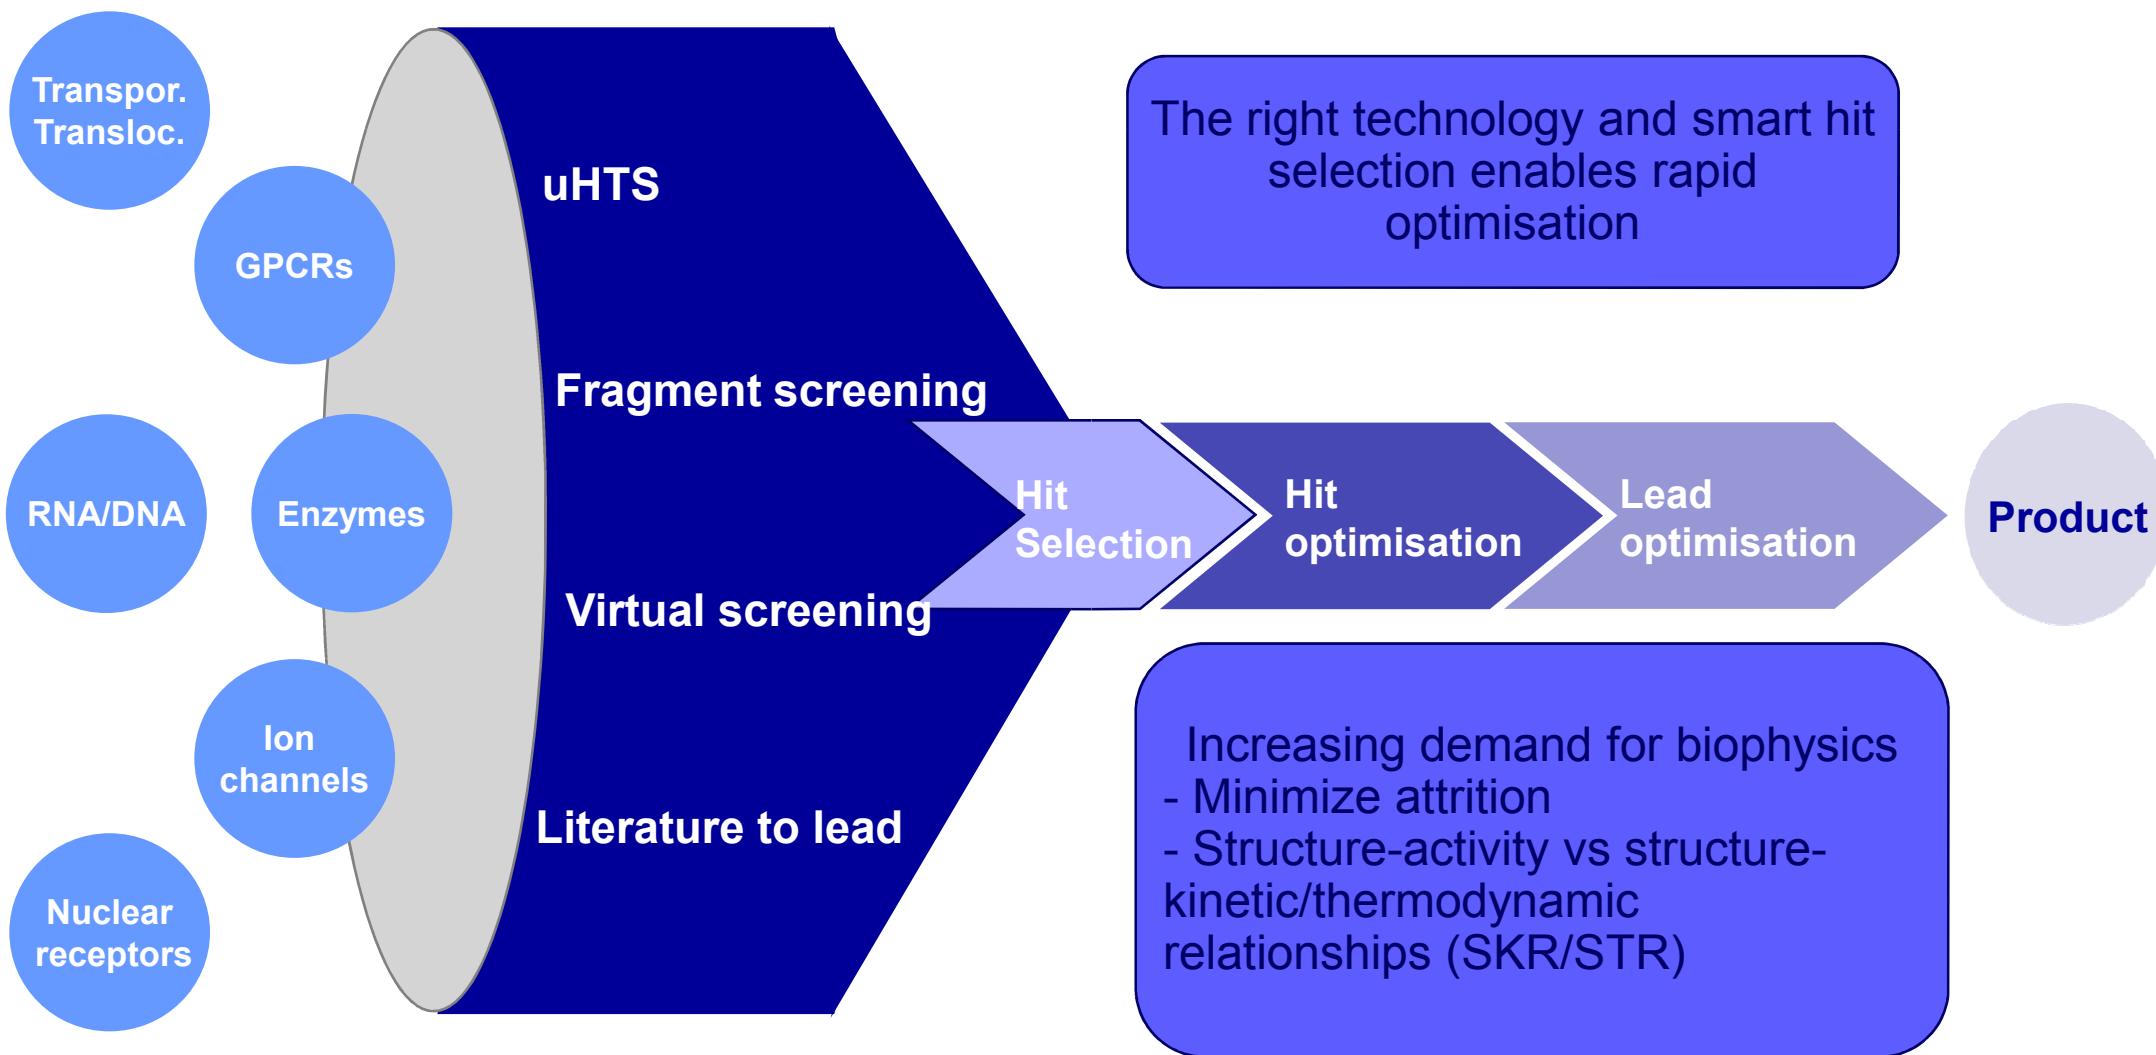 Transpor.
Transloc.
GPCRs
RNA/DNA
Enzymes
Ion
channels
Nuclear
receptors
uHTS
Fragment screening
Virtual screening
Literature to lead
The right technology and smart hit
selection enables rapid
optimisation
Hit
Selection
Hit
optimisation
Lead
optimisation
Product
Increasing demand for biophysics
- Minimize attrition
- Structure-activity vs structure-
kinetic/thermodynamic
relationships (SKR/STR)